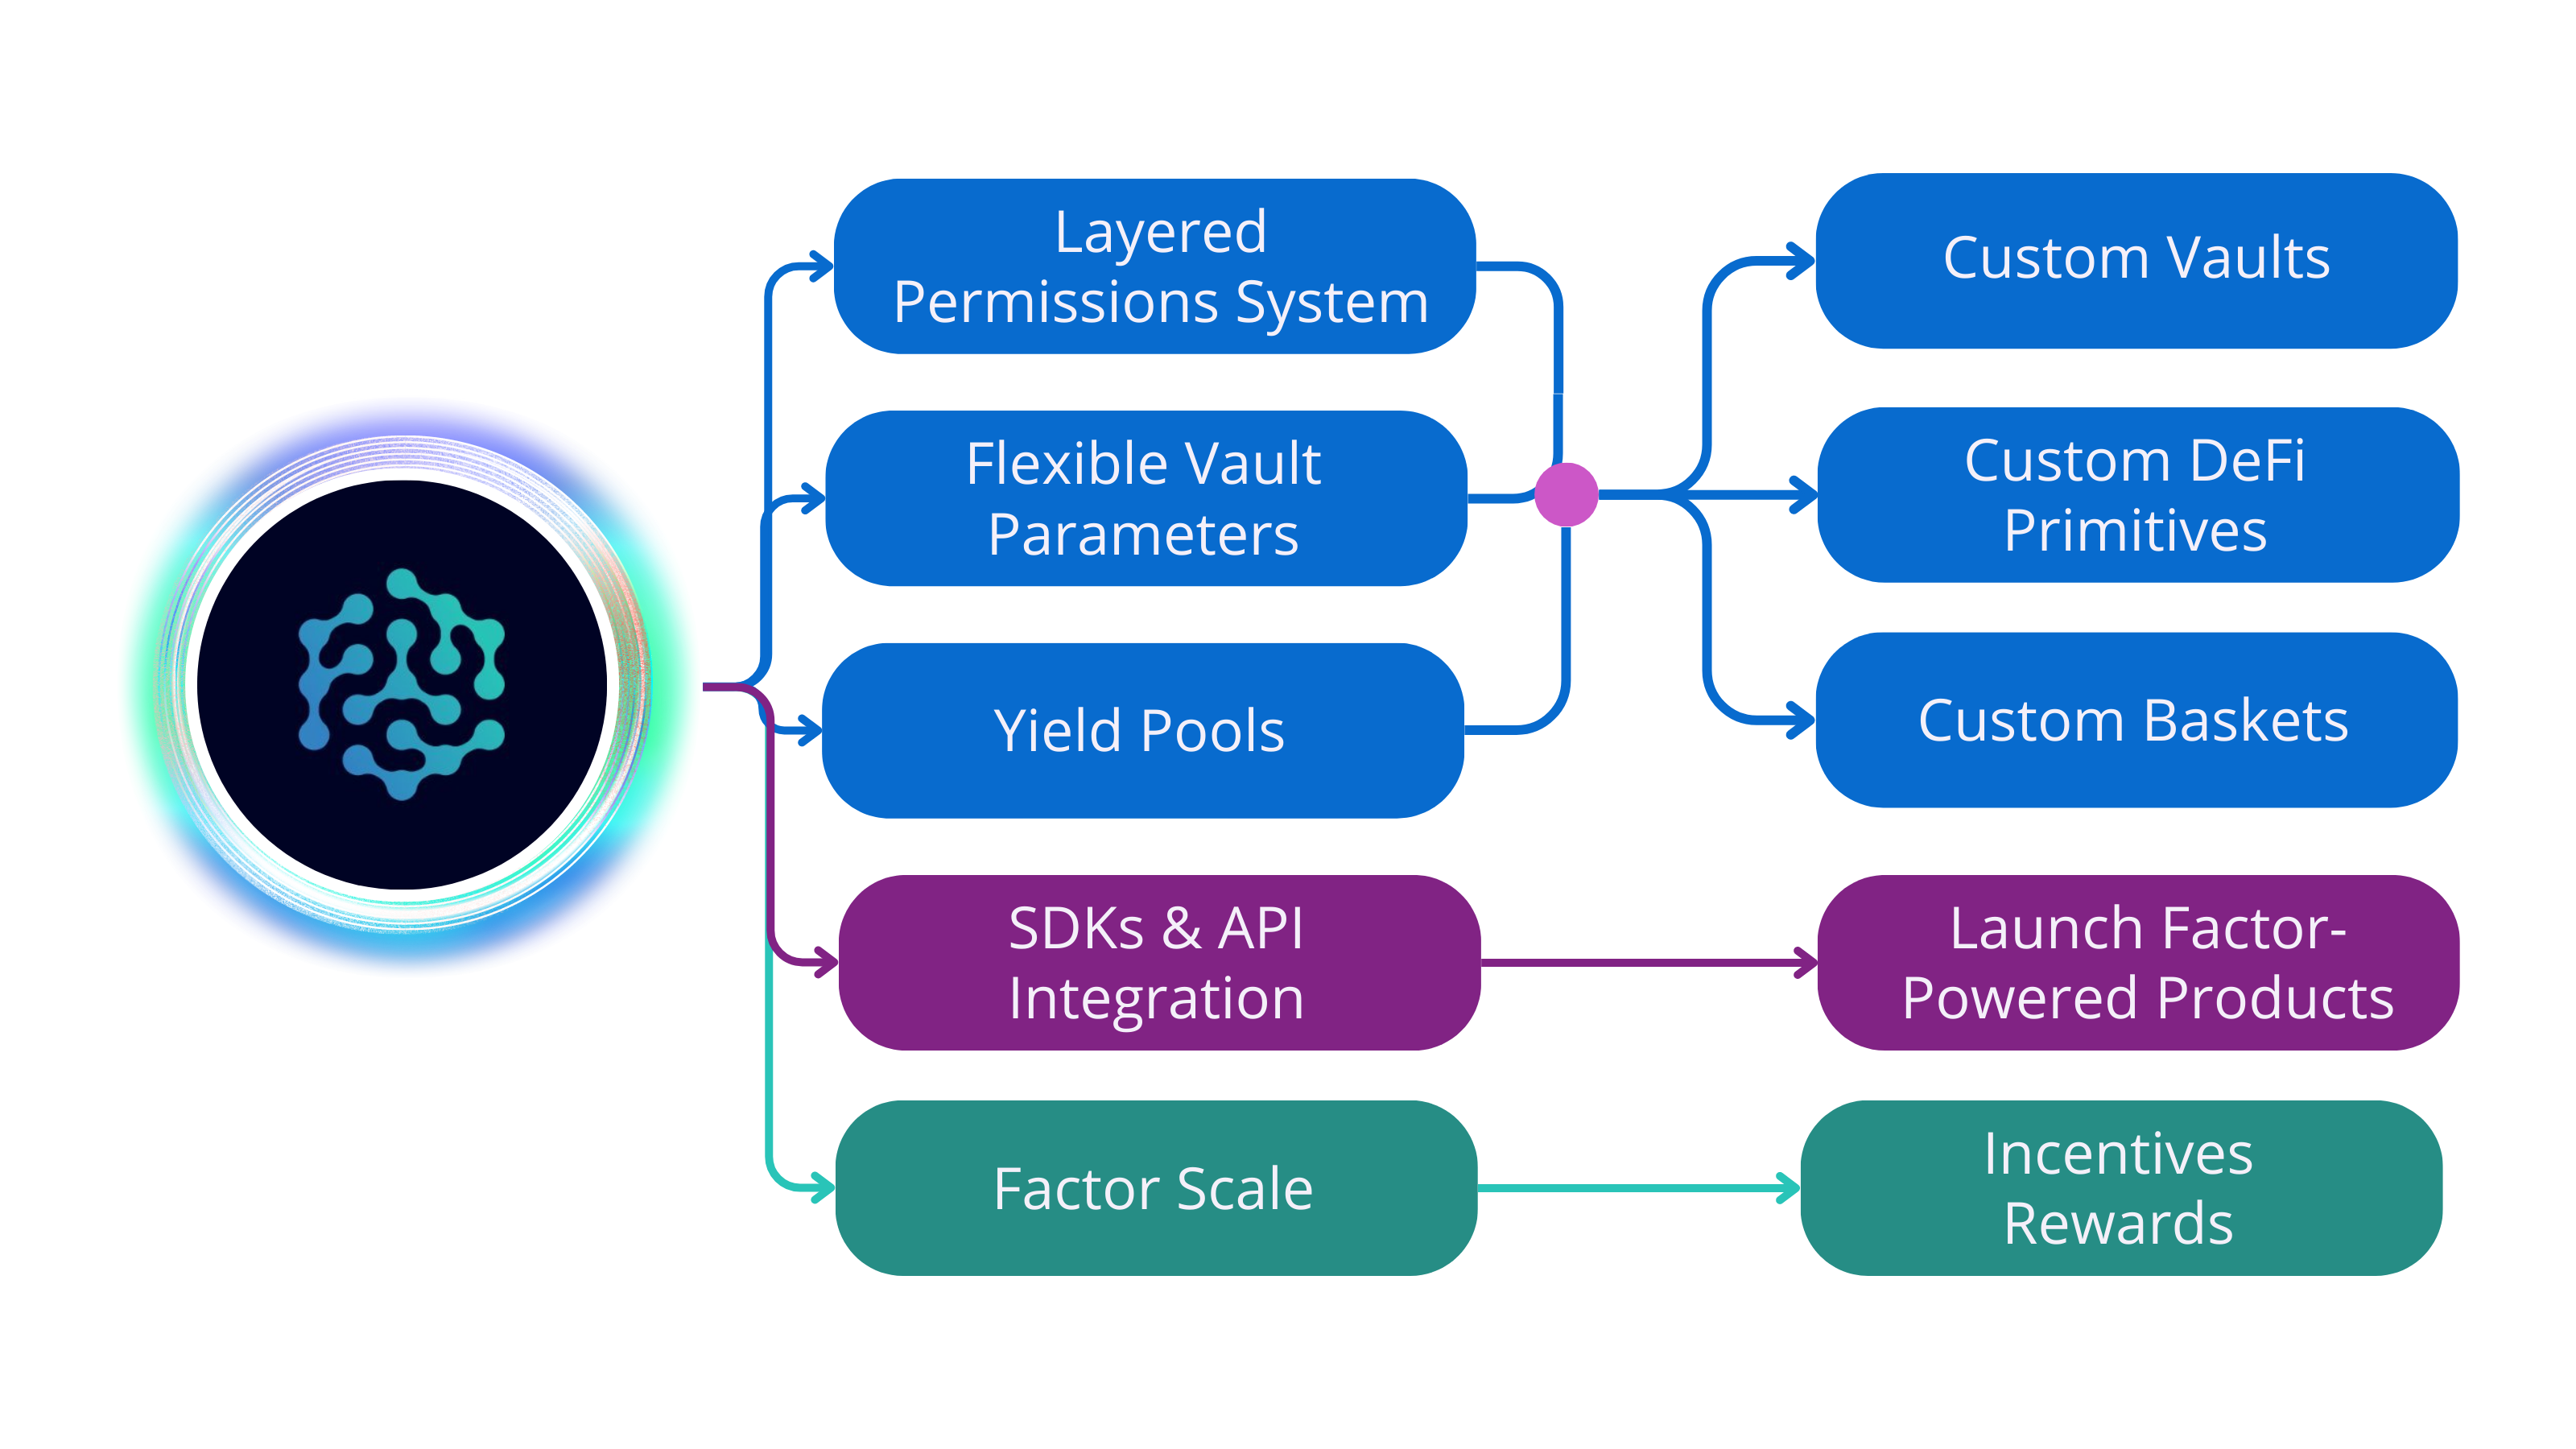 Layered
Permissions System
Flexible Vault
Parameters
Yield Pools
SDKs & API
Integration
Factor Scale
Custom Vaults
Custom DeFi
Primitives
Custom Baskets
Launch Factor-
Powered Products
Incentives
Rewards